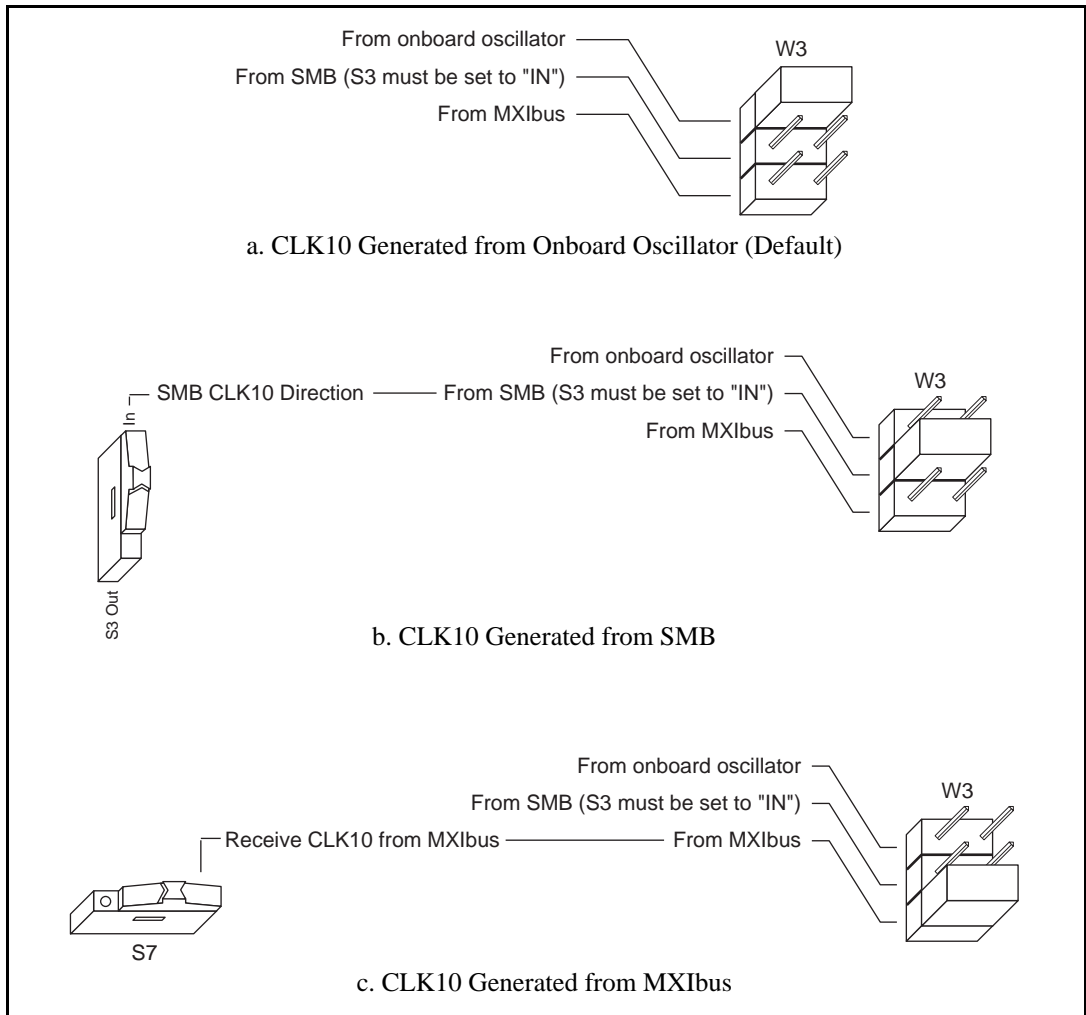 From onboard oscillator
W3
From SMB (S3 must be set to "IN")
From MXIbus
a. CLK10 Generated from Onboard Oscillator (Default)
From onboard oscillator
W3
In
SMB CLK10 Direction
From SMB (S3 must be set to "IN")
From MXIbus
S3 Out
b. CLK10 Generated from SMB
From onboard oscillator
W3
From SMB (S3 must be set to "IN")
Receive CLK10 from MXIbus
From MXIbus
S7
c. CLK10 Generated from MXIbus